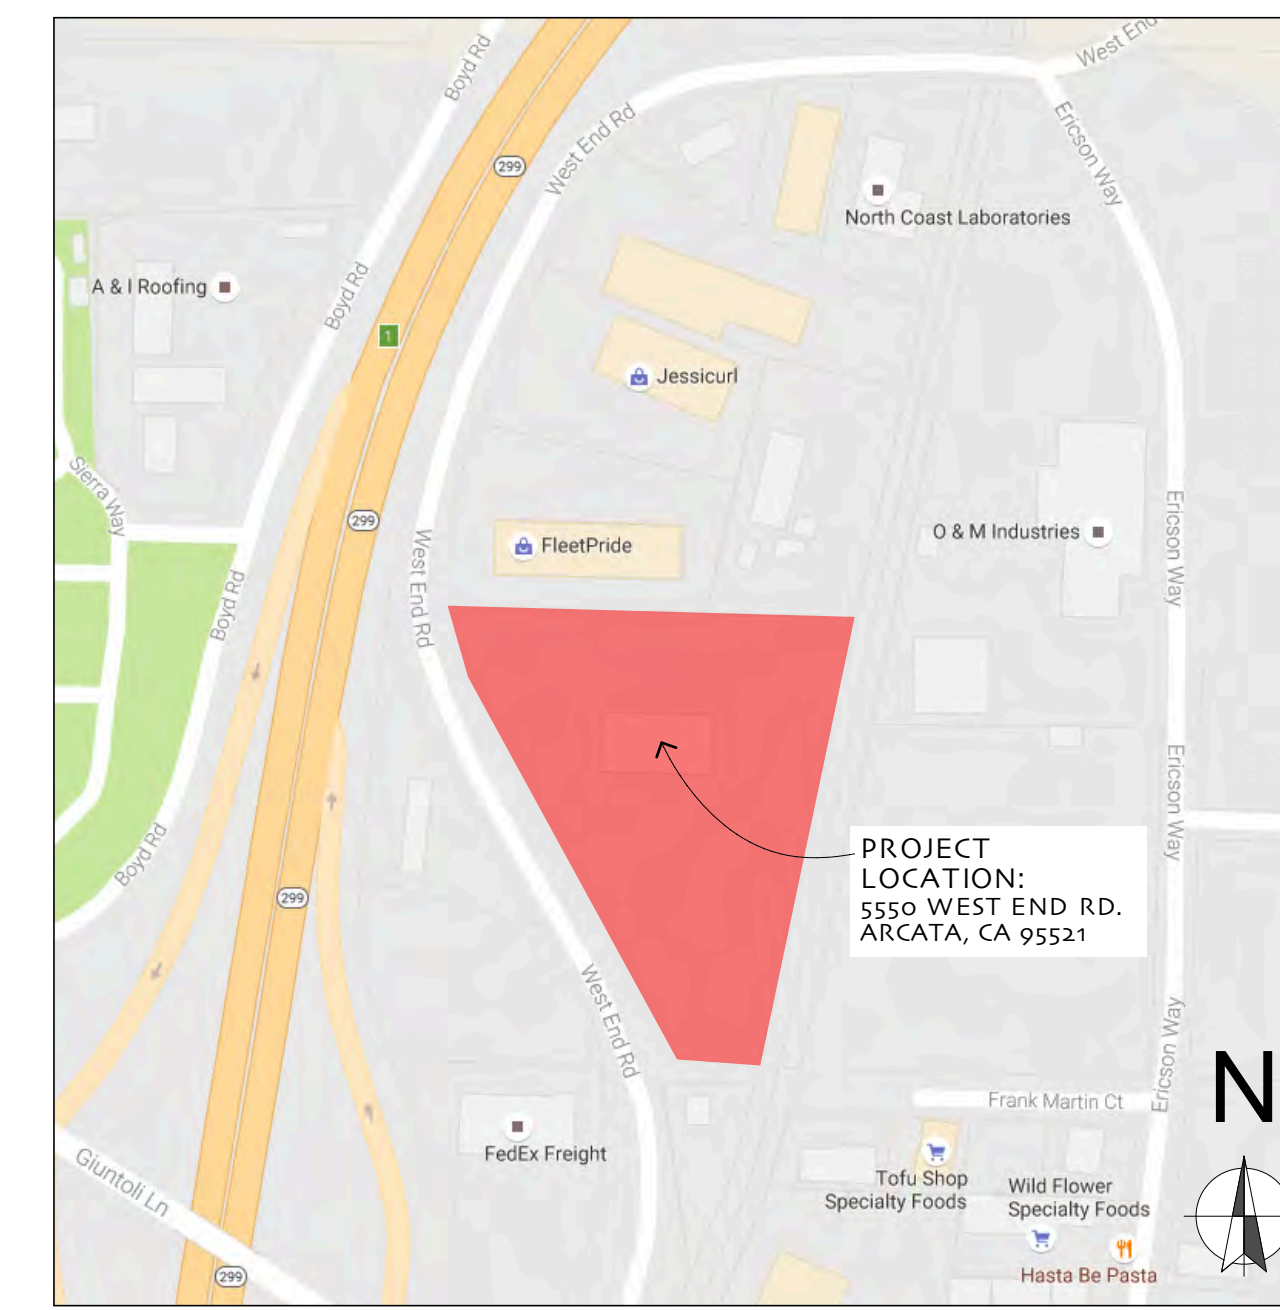 West End
Boyd Rd
West End Rd
299
Ericson Way
North Coast Laboratories
A & I Roofing
Boyd Rd
1
Jessicurl
Sierra Way
299
West End Rd
FleetPride
O & M Industries
Ericson Way
Boyd Rd
Ericson Way
Boyd Rd
299
PROJECT
LOCATION:
5550 WEST END RD.
ARCATA, CA 95521
West End Rd
Ericson Way
N
Frank Martin Ct
FedEx Freight
Giuntoli Ln
Tofu Shop
Specialty Foods
Wild Flower
Specialty Foods
Hasta Be Pasta
299